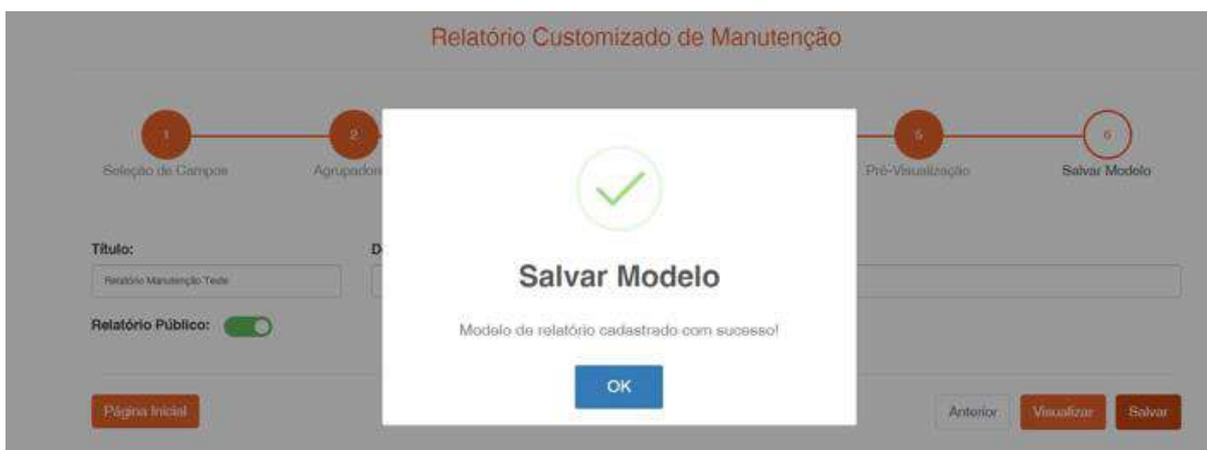 Relatório Customizado de Manutenção
1
2
5
6
Seleção de Campos
Agrupador
Pré-Visualização
Salvar Modelo
Título:
D
Relatório Manutenção Teste
Salvar Modelo
Relatório Público:
Modelo de relatório cadastrado com sucesso!
OK
Página Inicial
Anterior
Visualizar
Salvar